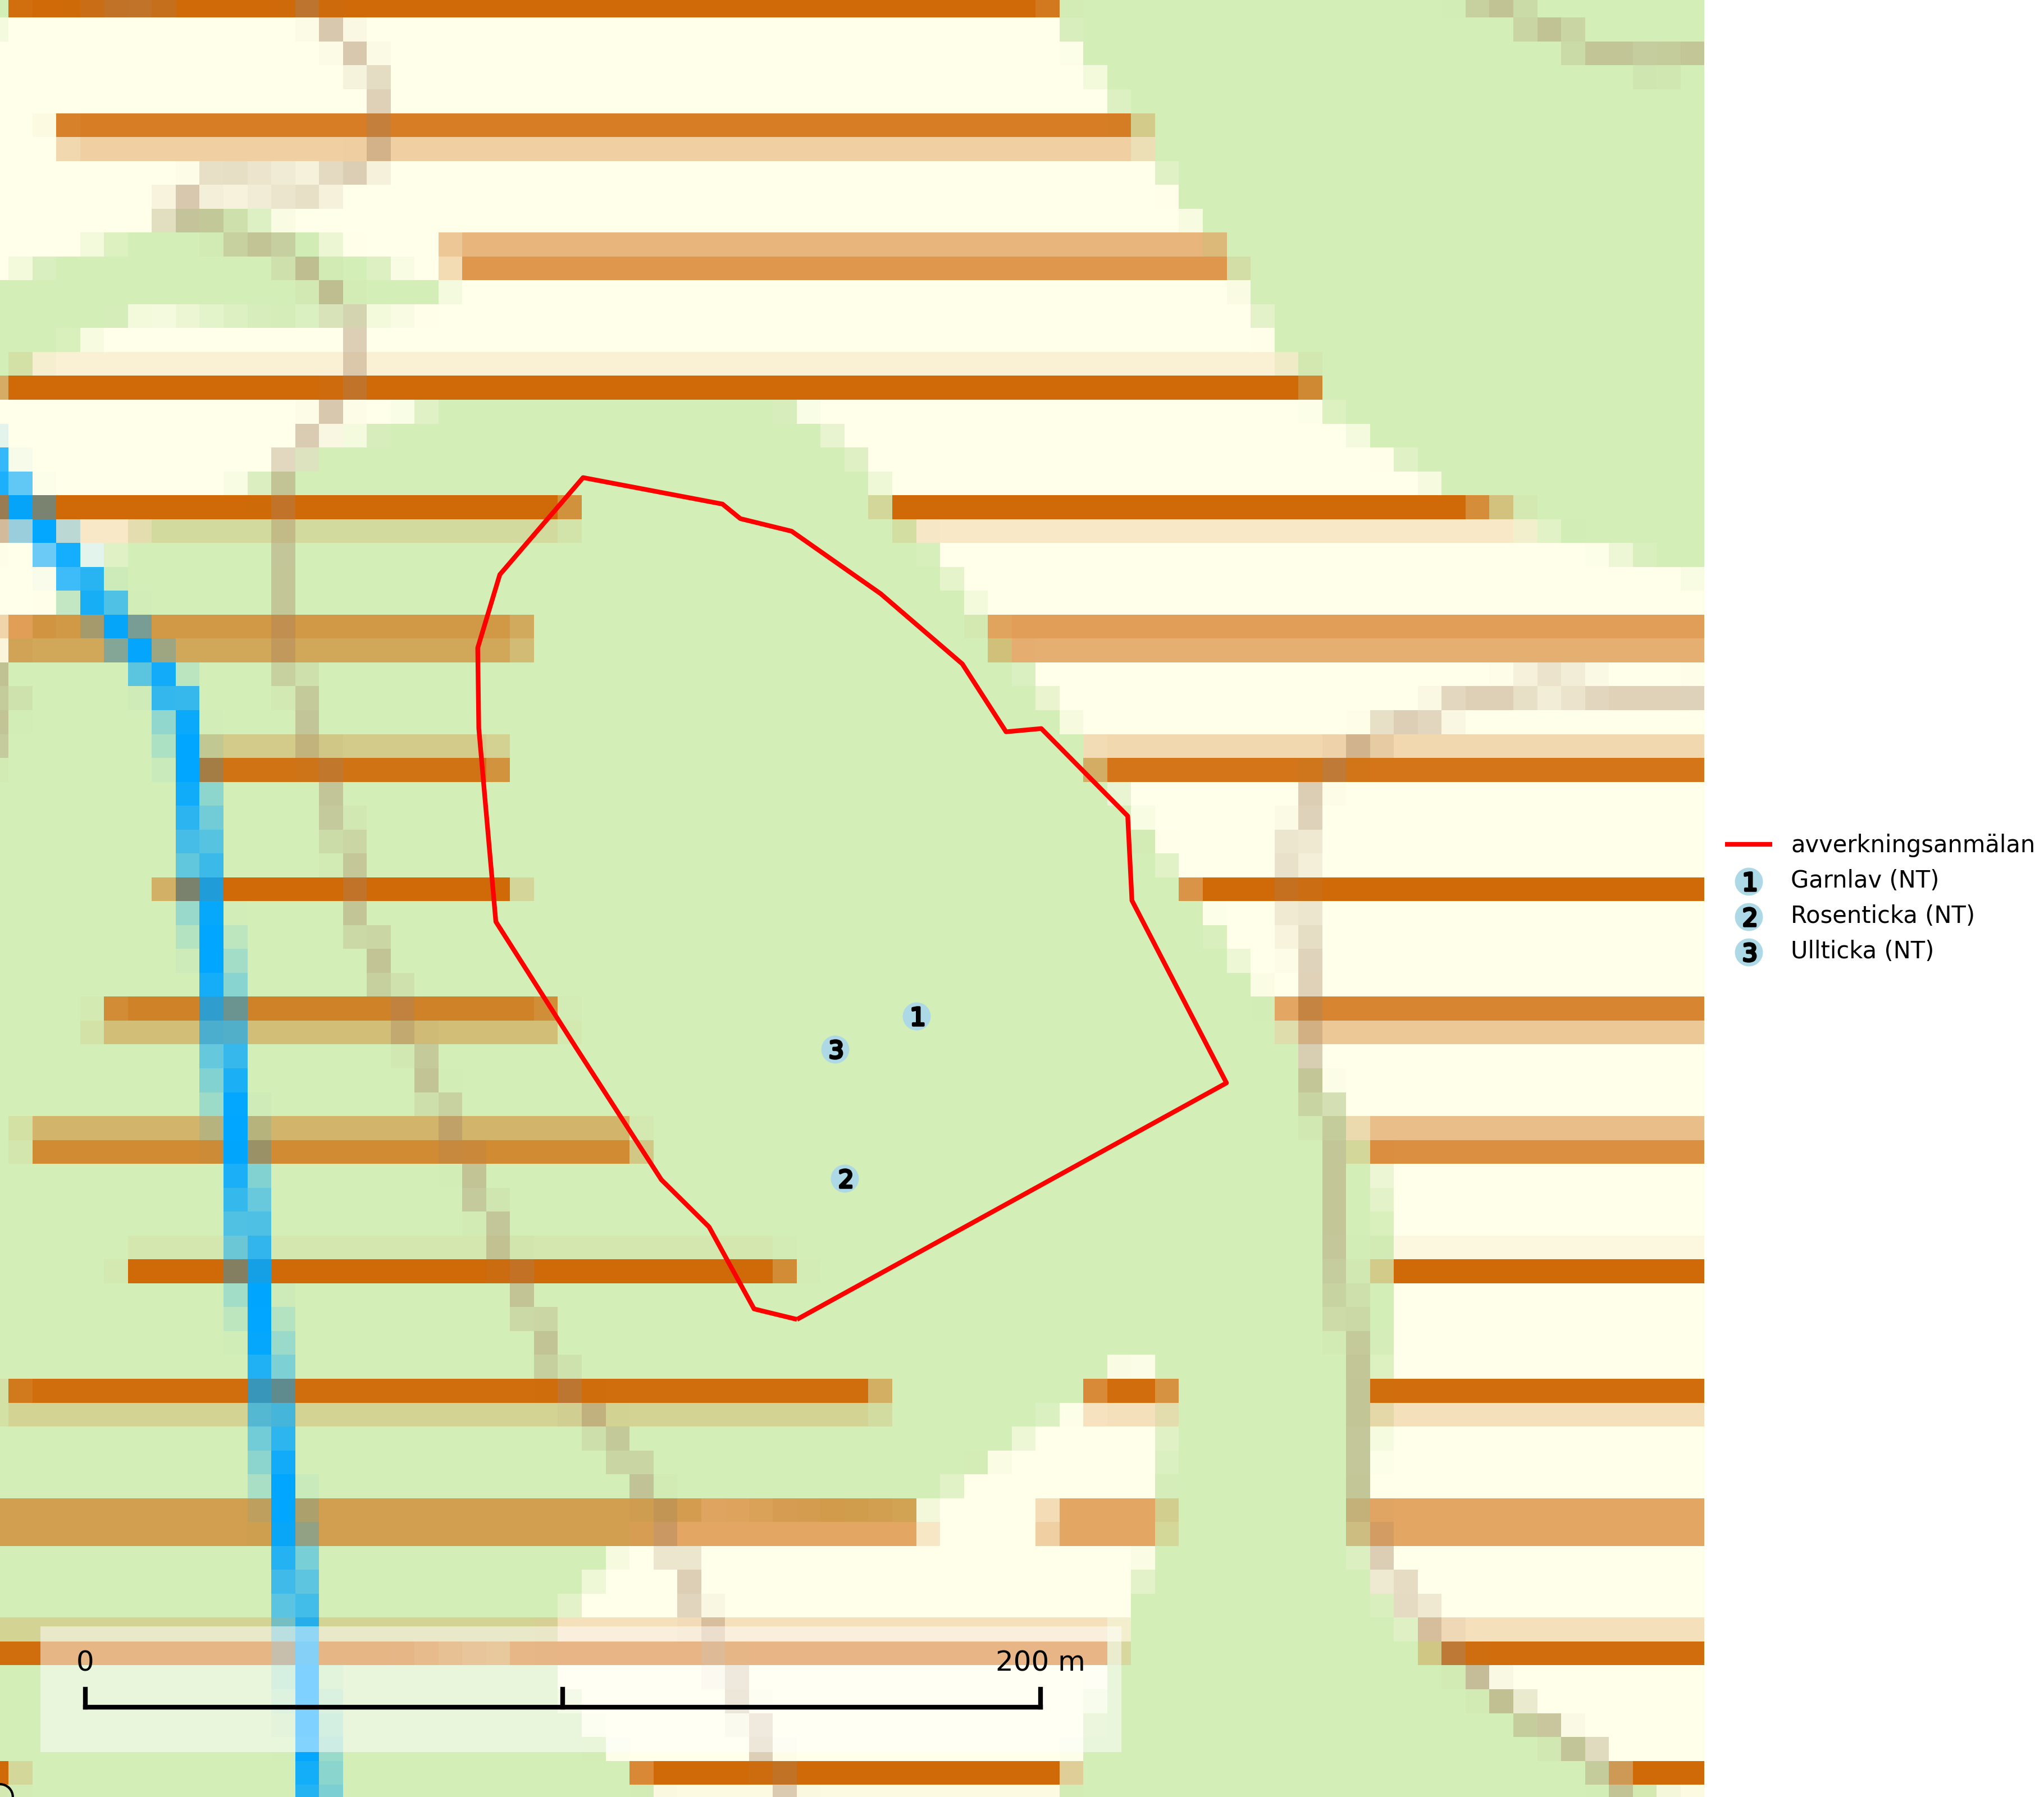 avverkningsanmälan
1 Garnlav (NT)
2 Rosenticka (NT)
3 Ullticka (NT)
1
3
2
0 200 m